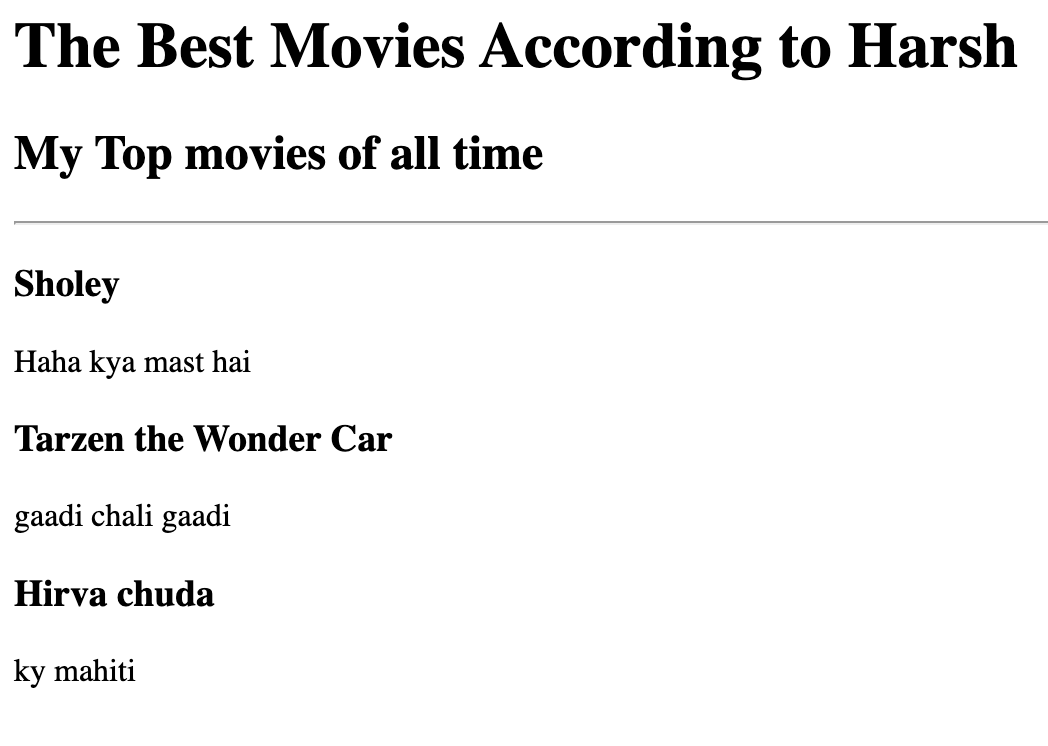 The Best Movies According to Harsh
My Top movies of all time
Sholey
Haha kya mast hai
Tarzen the Wonder Car
gaadi chali gaadi
Hirva chuda
ky mahiti